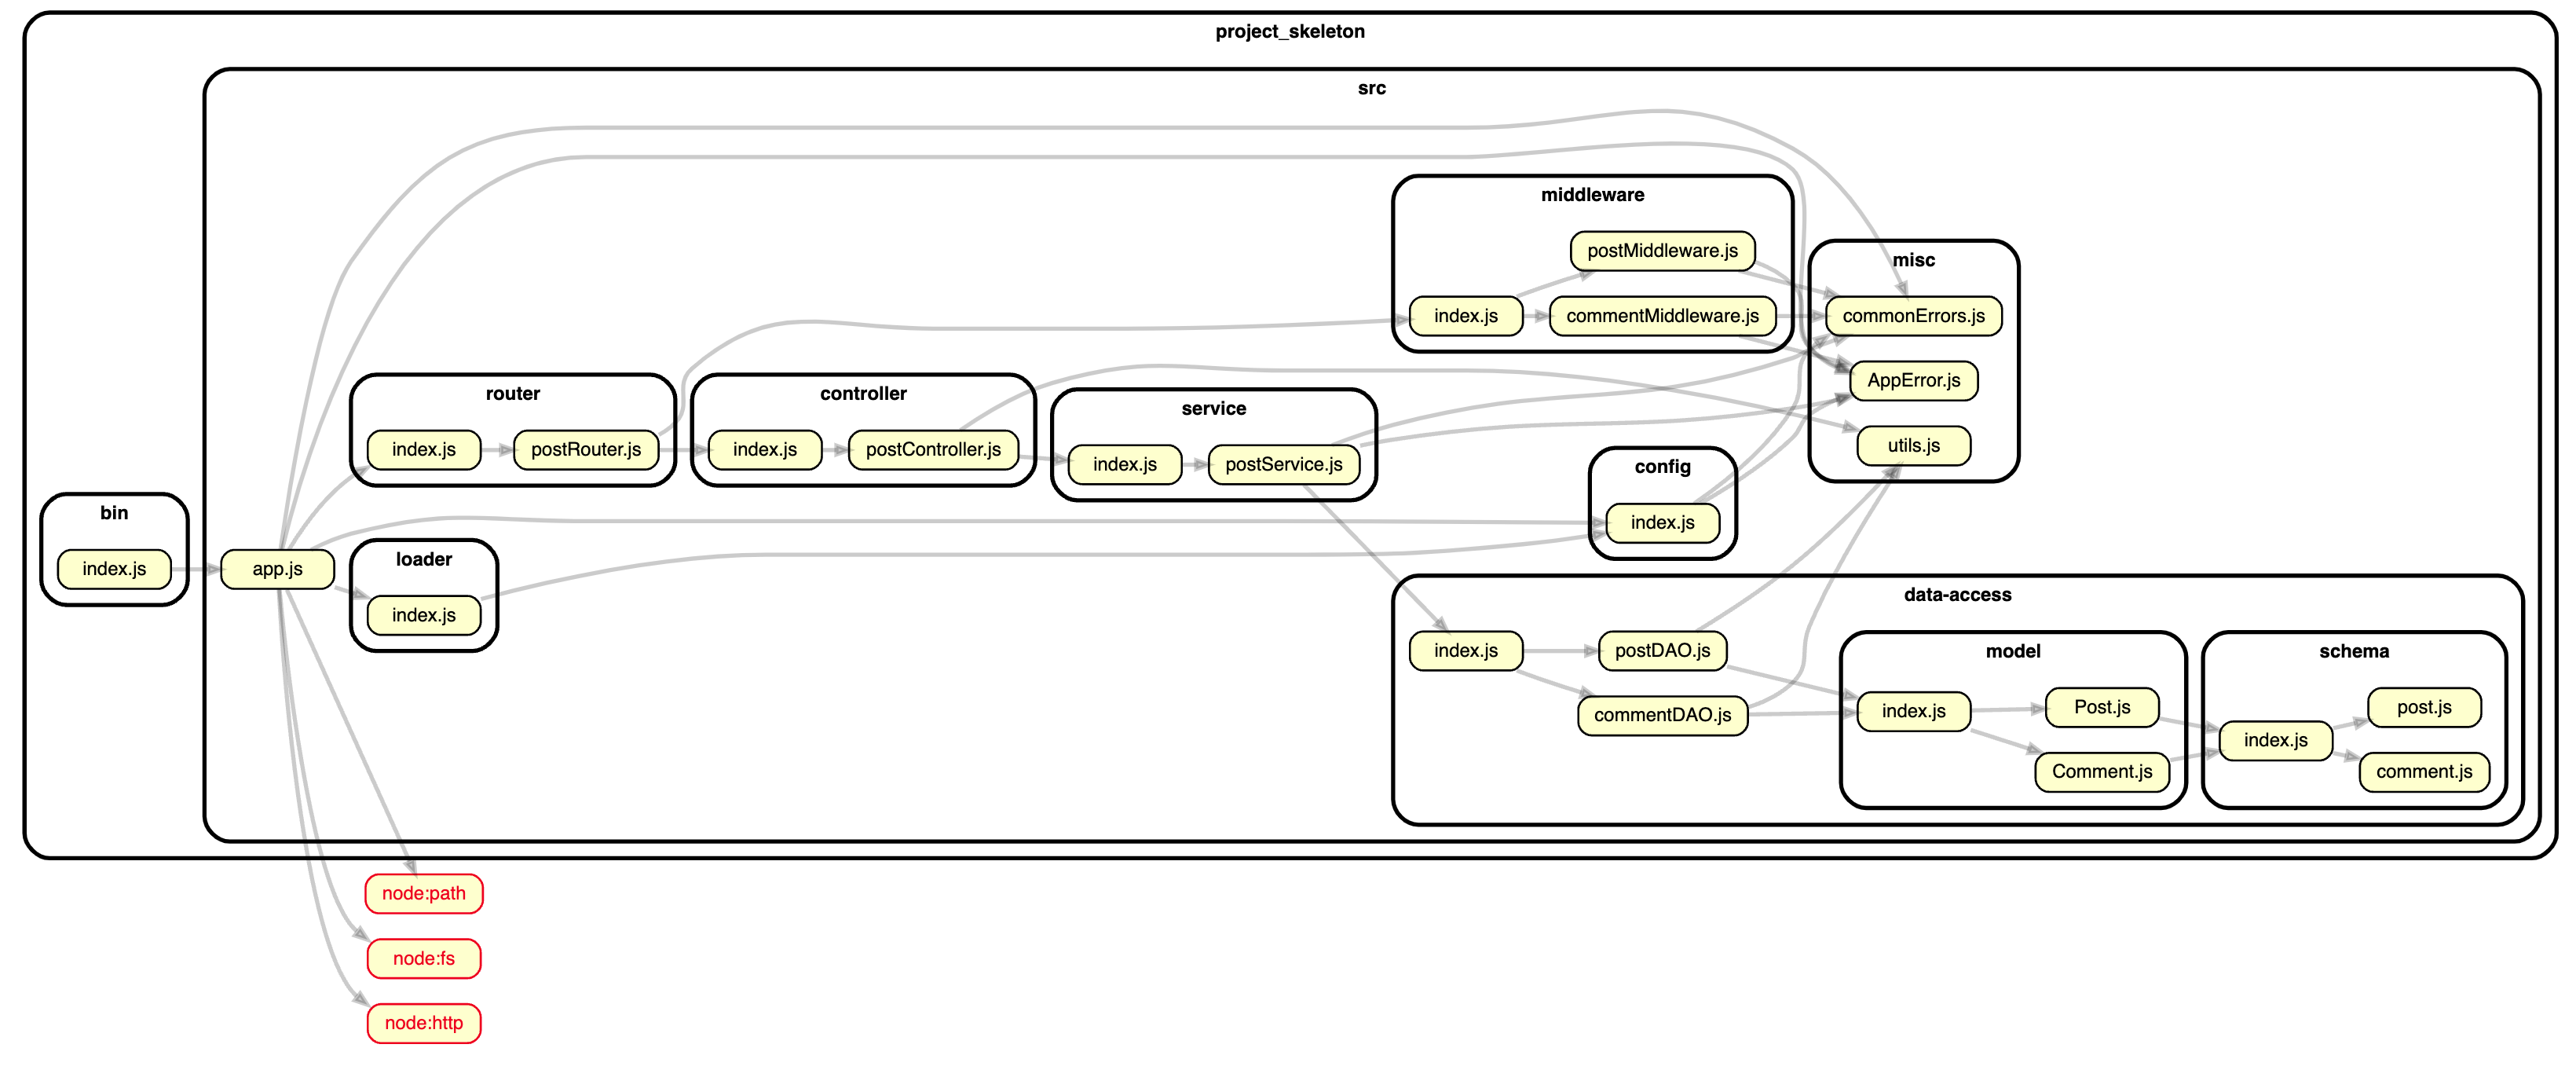 project_skeleton
src
middleware
postMiddleware.js
index.js
commentMiddleware.js
misc
commonErrors.js
AppError.js
utils.js
router
index.js
postRouter.js
controller
index.js
postController.js
service
index.js
postService.js
config
index.js
bin
index.js
app.js
loader
index.js
data-access
index.js
postDAO.js
commentDAO.js
model
index.js
Post.js
Comment.js
schema
index.js
post.js
comment.js
node:path
node:fs
node:http